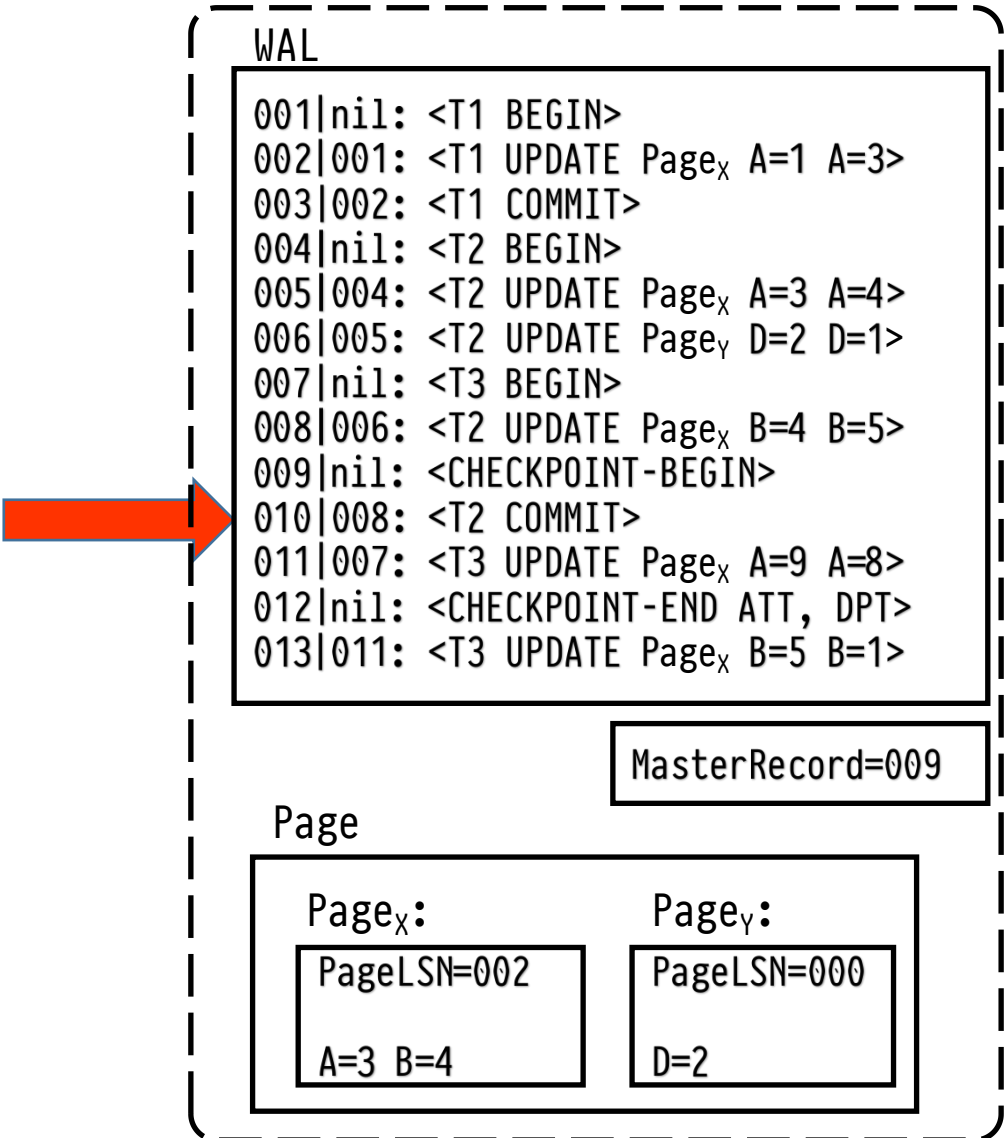 WAL
001|nil: <T1 BEGIN>
002|001: <T1 UPDATE PageX A=1 A=3>
003|002: <T1 COMMIT>
004|nil: <T2 BEGIN>
005|004: <T2 UPDATE PageX A=3 A=4>
006|005: <T2 UPDATE PageY D=2 D=1>
007|nil: <T3 BEGIN>
008|006: <T2 UPDATE PageX B=4 B=5>
009|nil: <CHECKPOINT-BEGIN>
010|008: <T2 COMMIT>
011|007: <T3 UPDATE PageX A=9 A=8>
012|nil: <CHECKPOINT-END ATT, DPT>
013|011: <T3 UPDATE PageX B=5 B=1>
MasterRecord=009
Page
PageX: PageY:
PageLSN=002 PageLSN=000
A=3 B=4 D=2